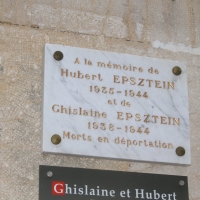 A la mémoire de
Hubert EPSZTEIN
1935-1944
et de
Ghislaine EPSZTEIN
1938-1944
Morts en déportation
Ghislaine et Hubert